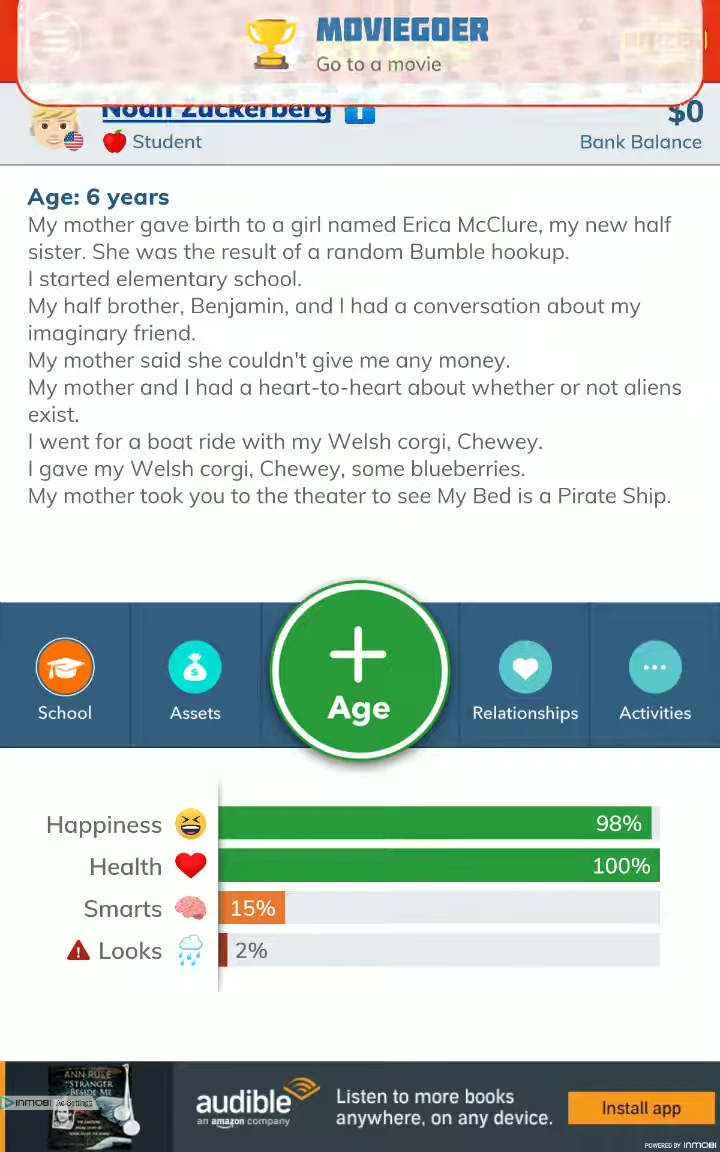 MOVIEGOER
Go to a movie
Noah Zuckerberg
$0
Student
Bank Balance
Age: 6 years
My mother gave birth to a girl named Erica McClure, my new half
sister. She was the result of a random Bumble hookup.
I started elementary school.
My half brother, Benjamin, and I had a conversation about my
imaginary friend.
My mother said she couldn't give me any money.
My mother and I had a heart-to-heart about whether or not aliens
exist.
I went for a boat ride with my Welsh corgi, Chewey.
I gave my Welsh corgi, Chewey, some blueberries.
My mother took you to the theater to see My Bed is a Pirate Ship.
School
Assets
Age
Relationships
Activities
Happiness 98%
Health 100%
Smarts 15%
Looks 2%
ANN RULE
STRANGER
BESIDE ME
INMOBI Ad Settings
audible
an amazon company
Listen to more books
anywhere, on any device.
Install app
POWERED BY INMOBI